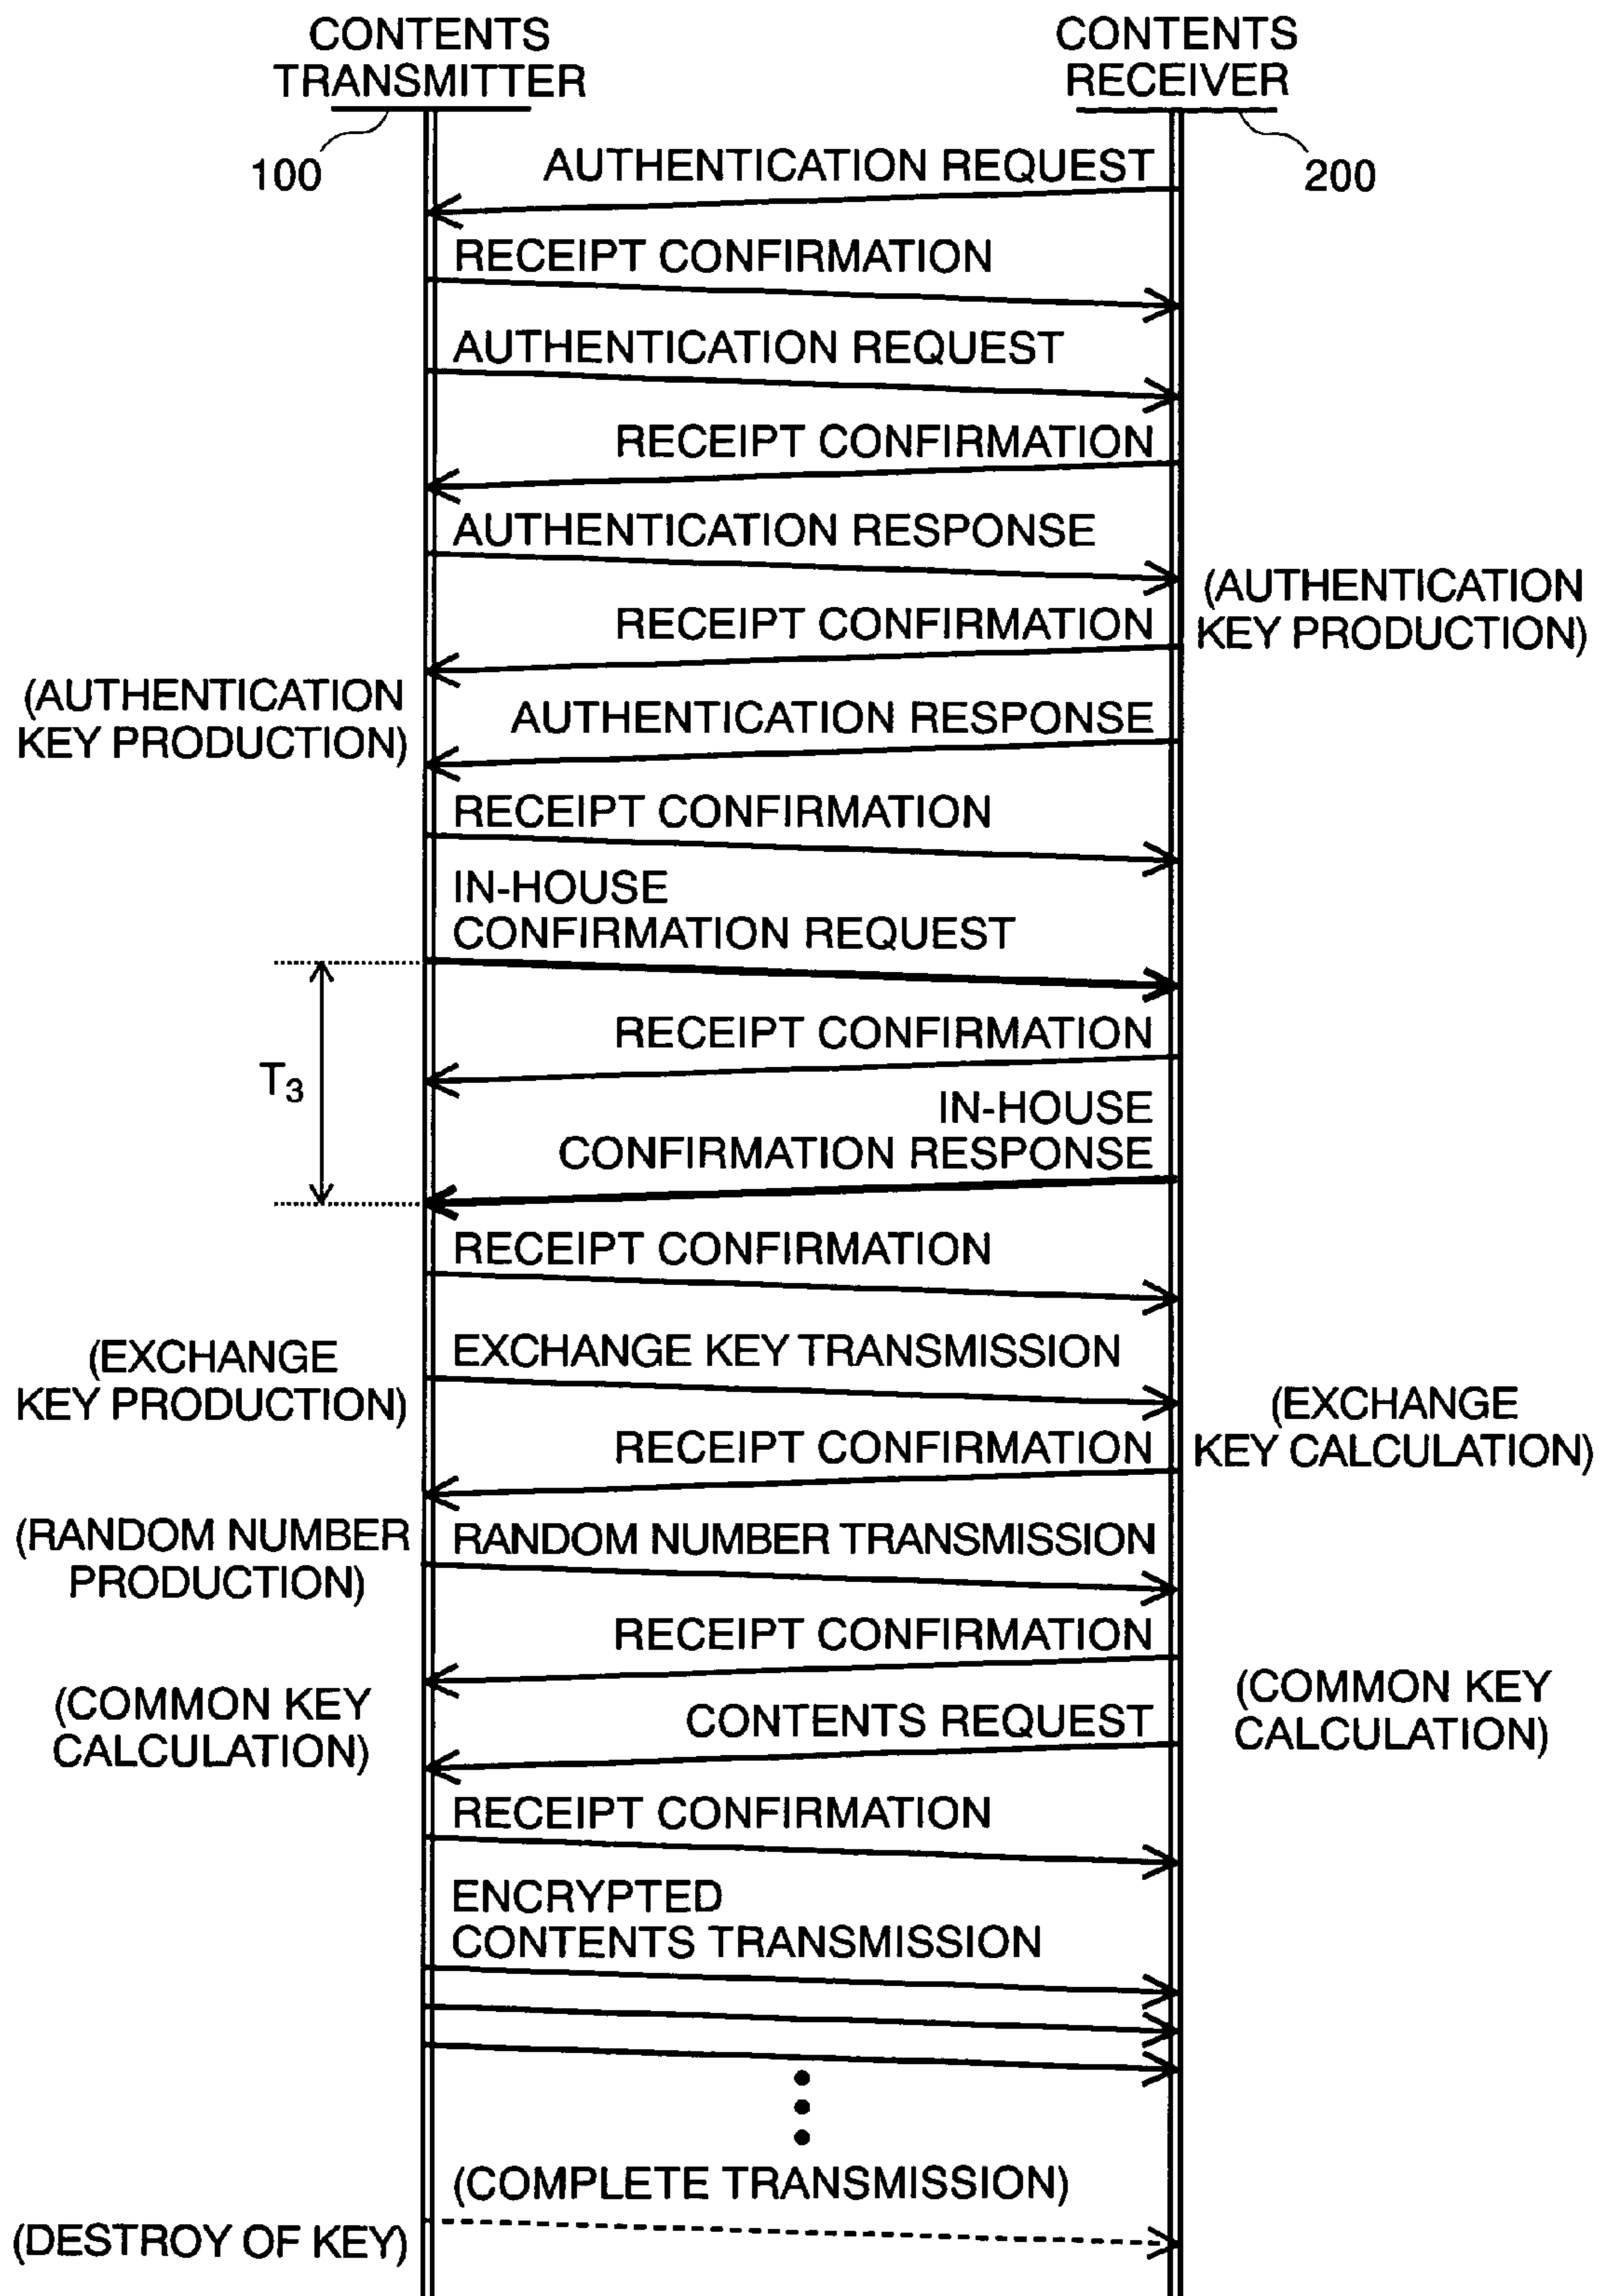 CONTENTS
TRANSMITTER
CONTENTS
RECEIVER
100
200
AUTHENTICATION REQUEST
RECEIPT CONFIRMATION
AUTHENTICATION REQUEST
RECEIPT CONFIRMATION
AUTHENTICATION RESPONSE
(AUTHENTICATION
KEY PRODUCTION)
RECEIPT CONFIRMATION
(AUTHENTICATION
KEY PRODUCTION)
AUTHENTICATION RESPONSE
RECEIPT CONFIRMATION
IN-HOUSE
CONFIRMATION REQUEST
T3
RECEIPT CONFIRMATION
IN-HOUSE
CONFIRMATION RESPONSE
RECEIPT CONFIRMATION
(EXCHANGE
KEY PRODUCTION)
EXCHANGE KEY TRANSMISSION
(EXCHANGE
KEY CALCULATION)
RECEIPT CONFIRMATION
(RANDOM NUMBER
PRODUCTION)
RANDOM NUMBER TRANSMISSION
RECEIPT CONFIRMATION
(COMMON KEY
CALCULATION)
(COMMON KEY
CALCULATION)
CONTENTS REQUEST
RECEIPT CONFIRMATION
ENCRYPTED
CONTENTS TRANSMISSION
(COMPLETE TRANSMISSION)
(DESTROY OF KEY)